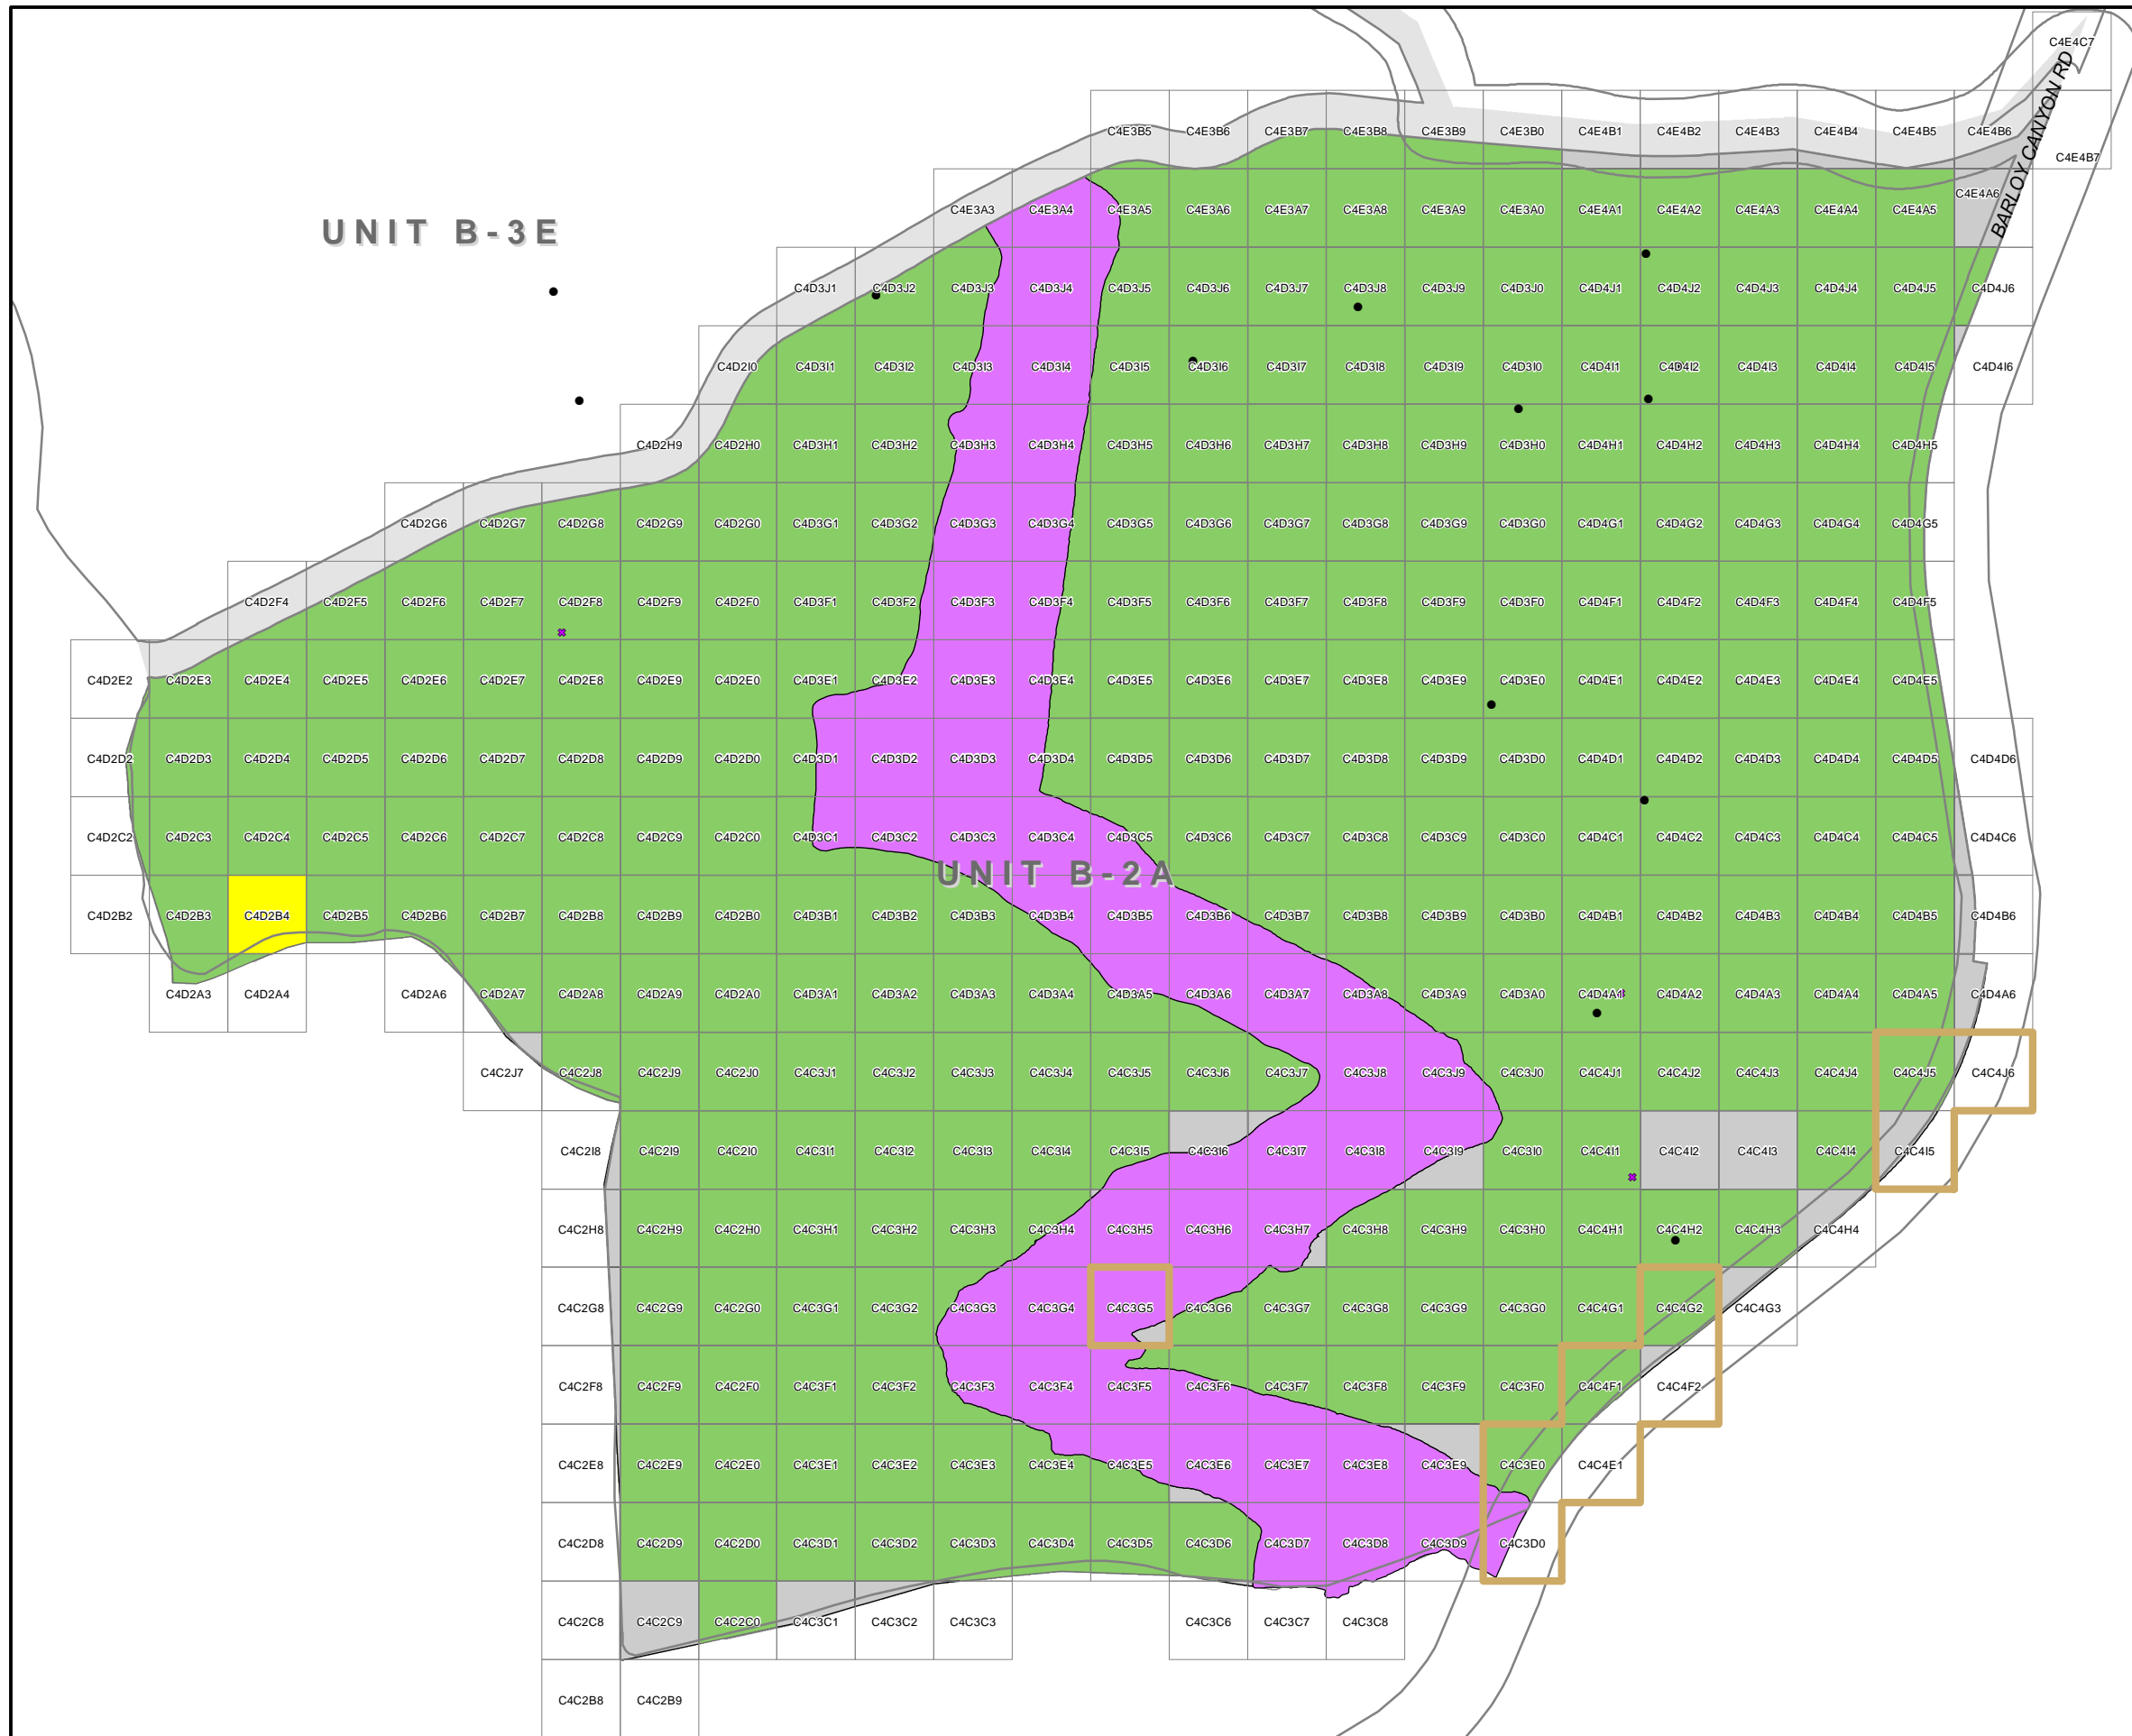 C4E4C7
BARLOY CANYON RD
C4E3B5 C4E3B6 C4E3B7 C4E3B8 C4E3B9 C4E3B0 C4E4B1 C4E4B2 C4E4B3 C4E4B4 C4E4B5 C4E4B6
C4E4B7
C4E4A6
C4E3A3 C4E3A4 C4E3A5 C4E3A6 C4E3A7 C4E3A8 C4E3A9 C4E3A0 C4E4A1 C4E4A2 C4E4A3 C4E4A4 C4E4A5
UNIT B-3E
C4D3J1 C4D3J2 C4D3J3 C4D3J4 C4D3J5 C4D3J6 C4D3J7 C4D3J8 C4D3J9 C4D3J0 C4D4J1 C4D4J2 C4D4J3 C4D4J4 C4D4J5 C4D4J6
C4D2I0 C4D3I1 C4D3I2 C4D3I3 C4D3I4 C4D3I5 C4D3I6 C4D3I7 C4D3I8 C4D3I9 C4D3I0 C4D4I1 C4D4I2 C4D4I3 C4D4I4 C4D4I5 C4D4I6
C4D2H9 C4D2H0 C4D3H1 C4D3H2 C4D3H3 C4D3H4 C4D3H5 C4D3H6 C4D3H7 C4D3H8 C4D3H9 C4D3H0 C4D4H1 C4D4H2 C4D4H3 C4D4H4 C4D4H5
C4D2G6 C4D2G7 C4D2G8 C4D2G9 C4D2G0 C4D3G1 C4D3G2 C4D3G3 C4D3G4 C4D3G5 C4D3G6 C4D3G7 C4D3G8 C4D3G9 C4D3G0 C4D4G1 C4D4G2 C4D4G3 C4D4G4 C4D4G5
C4D2F4 C4D2F5 C4D2F6 C4D2F7 C4D2F8 C4D2F9 C4D2F0 C4D3F1 C4D3F2 C4D3F3 C4D3F4 C4D3F5 C4D3F6 C4D3F7 C4D3F8 C4D3F9 C4D3F0 C4D4F1 C4D4F2 C4D4F3 C4D4F4 C4D4F5
C4D2E2 C4D2E3 C4D2E4 C4D2E5 C4D2E6 C4D2E7 C4D2E8 C4D2E9 C4D2E0 C4D3E1 C4D3E2 C4D3E3 C4D3E4 C4D3E5 C4D3E6 C4D3E7 C4D3E8 C4D3E9 C4D3E0 C4D4E1 C4D4E2 C4D4E3 C4D4E4 C4D4E5
C4D2D2 C4D2D3 C4D2D4 C4D2D5 C4D2D6 C4D2D7 C4D2D8 C4D2D9 C4D2D0 C4D3D1 C4D3D2 C4D3D3 C4D3D4 C4D3D5 C4D3D6 C4D3D7 C4D3D8 C4D3D9 C4D3D0 C4D4D1 C4D4D2 C4D4D3 C4D4D4 C4D4D5 C4D4D6
C4D2C2 C4D2C3 C4D2C4 C4D2C5 C4D2C6 C4D2C7 C4D2C8 C4D2C9 C4D2C0 C4D3C1 C4D3C2 C4D3C3 C4D3C4 C4D3C5 C4D3C6 C4D3C7 C4D3C8 C4D3C9 C4D3C0 C4D4C1 C4D4C2 C4D4C3 C4D4C4 C4D4C5 C4D4C6
UNIT B-2A
C4D2B2 C4D2B3 C4D2B4 C4D2B5 C4D2B6 C4D2B7 C4D2B8 C4D2B9 C4D2B0 C4D3B1 C4D3B2 C4D3B3 C4D3B4 C4D3B5 C4D3B6 C4D3B7 C4D3B8 C4D3B9 C4D3B0 C4D4B1 C4D4B2 C4D4B3 C4D4B4 C4D4B5 C4D4B6
C4D2A3 C4D2A4 C4D2A6 C4D2A7 C4D2A8 C4D2A9 C4D2A0 C4D3A1 C4D3A2 C4D3A3 C4D3A4 C4D3A5 C4D3A6 C4D3A7 C4D3A8 C4D3A9 C4D3A0 C4D4A1 C4D4A2 C4D4A3 C4D4A4 C4D4A5 C4D4A6
C4C2J7 C4C2J8 C4C2J9 C4C2J0 C4C3J1 C4C3J2 C4C3J3 C4C3J4 C4C3J5 C4C3J6 C4C3J7 C4C3J8 C4C3J9 C4C3J0 C4C4J1 C4C4J2 C4C4J3 C4C4J4 C4C4J5 C4C4J6
C4C2I8 C4C2I9 C4C2I0 C4C3I1 C4C3I2 C4C3I3 C4C3I4 C4C3I5 C4C3I6 C4C3I7 C4C3I8 C4C3I9 C4C3I0 C4C4I1 C4C4I2 C4C4I3 C4C4I4 C4C4I5
C4C2H8 C4C2H9 C4C2H0 C4C3H1 C4C3H2 C4C3H3 C4C3H4 C4C3H5 C4C3H6 C4C3H7 C4C3H8 C4C3H9 C4C3H0 C4C4H1 C4C4H2 C4C4H3 C4C4H4
C4C2G8 C4C2G9 C4C2G0 C4C3G1 C4C3G2 C4C3G3 C4C3G4 C4C3G5 C4C3G6 C4C3G7 C4C3G8 C4C3G9 C4C3G0 C4C4G1 C4C4G2 C4C4G3
C4C2F8 C4C2F9 C4C2F0 C4C3F1 C4C3F2 C4C3F3 C4C3F4 C4C3F5 C4C3F6 C4C3F7 C4C3F8 C4C3F9 C4C3F0 C4C4F1 C4C4F2
C4C2E8 C4C2E9 C4C2E0 C4C3E1 C4C3E2 C4C3E3 C4C3E4 C4C3E5 C4C3E6 C4C3E7 C4C3E8 C4C3E9 C4C3E0 C4C4E1
C4C2D8 C4C2D9 C4C2D0 C4C3D1 C4C3D2 C4C3D3 C4C3D4 C4C3D5 C4C3D6 C4C3D7 C4C3D8 C4C3D9 C4C3D0
C4C2C8 C4C2C9 C4C2C0 C4C3C1 C4C3C2 C4C3C3 C4C3C6 C4C3C7 C4C3C8
C4C2B8 C4C2B9